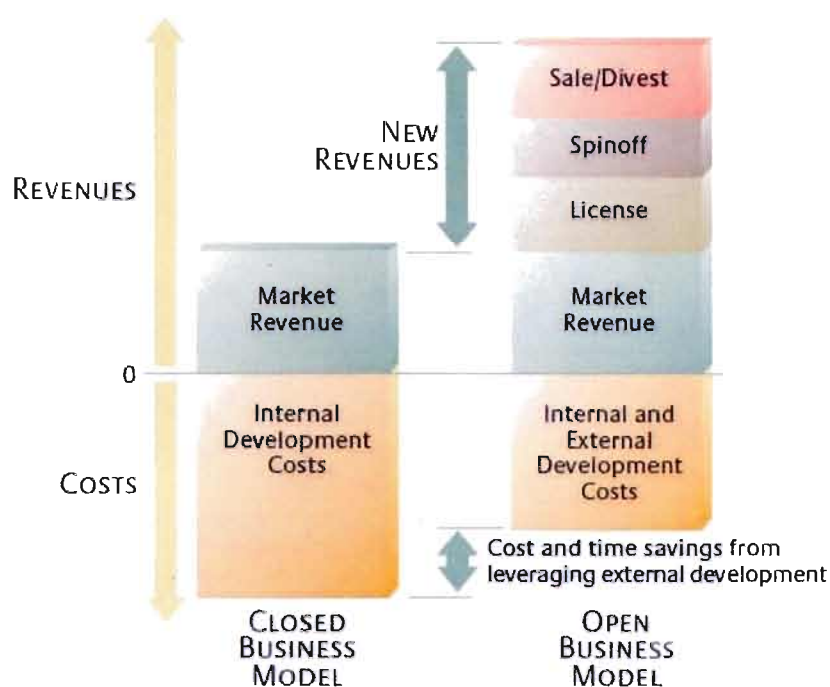 Sale/Divest
NEW
REVENUES
Spinoff
REVENUES
License
Market
Revenue
Market
Revenue
0
Internal
Development
Costs
Internal and
External
Development
Costs
COSTS
Cost and time savings from
leveraging external development
CLOSED
BUSINESS
MODEL
OPEN
BUSINESS
MODEL